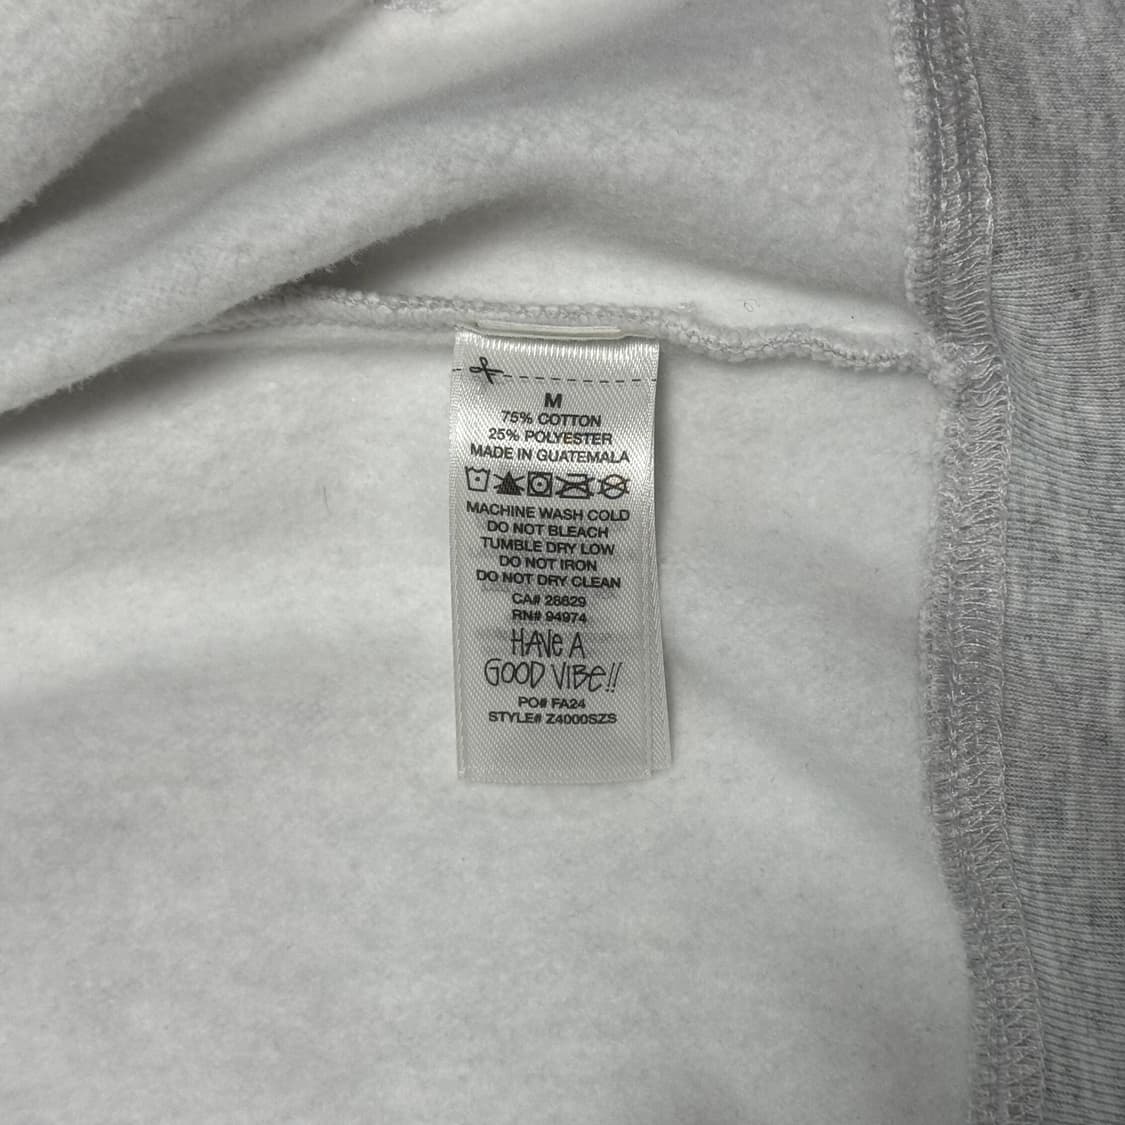 M
75% COTTON
25% POLYESTER
MADE IN GUATEMALA
MACHINE WASH COLD
DO NOT BLEACH
TUMBLE DRY LOW
DO NOT IRON
DO NOT DRY CLEAN
CA# 28829
RN# 94974
HAVe A
GOOD VIBe!!
PO# FA24
STYLE# Z4000SZS